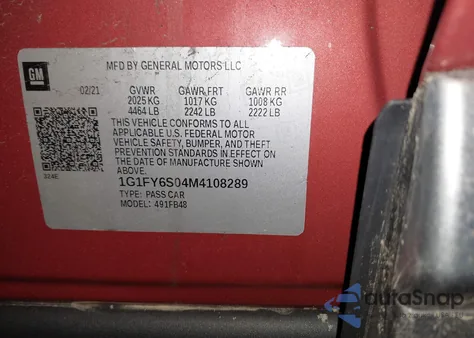 GM
MFD BY GENERAL MOTORS LLC
02/21 GVWR GAWR FRT GAWR RR
2025 KG 1017 KG 1008 KG
4464 LB 2242 LB 2222 LB
THIS VEHICLE CONFORMS TO ALL
APPLICABLE U.S. FEDERAL MOTOR
VEHICLE SAFETY, BUMPER, AND THEFT
PREVENTION STANDARDS IN EFFECT ON
THE DATE OF MANUFACTURE SHOWN
ABOVE.
324E
1G1FY6S04M4108289
TYPE: PASS CAR
MODEL: 491FB48
autoSnap